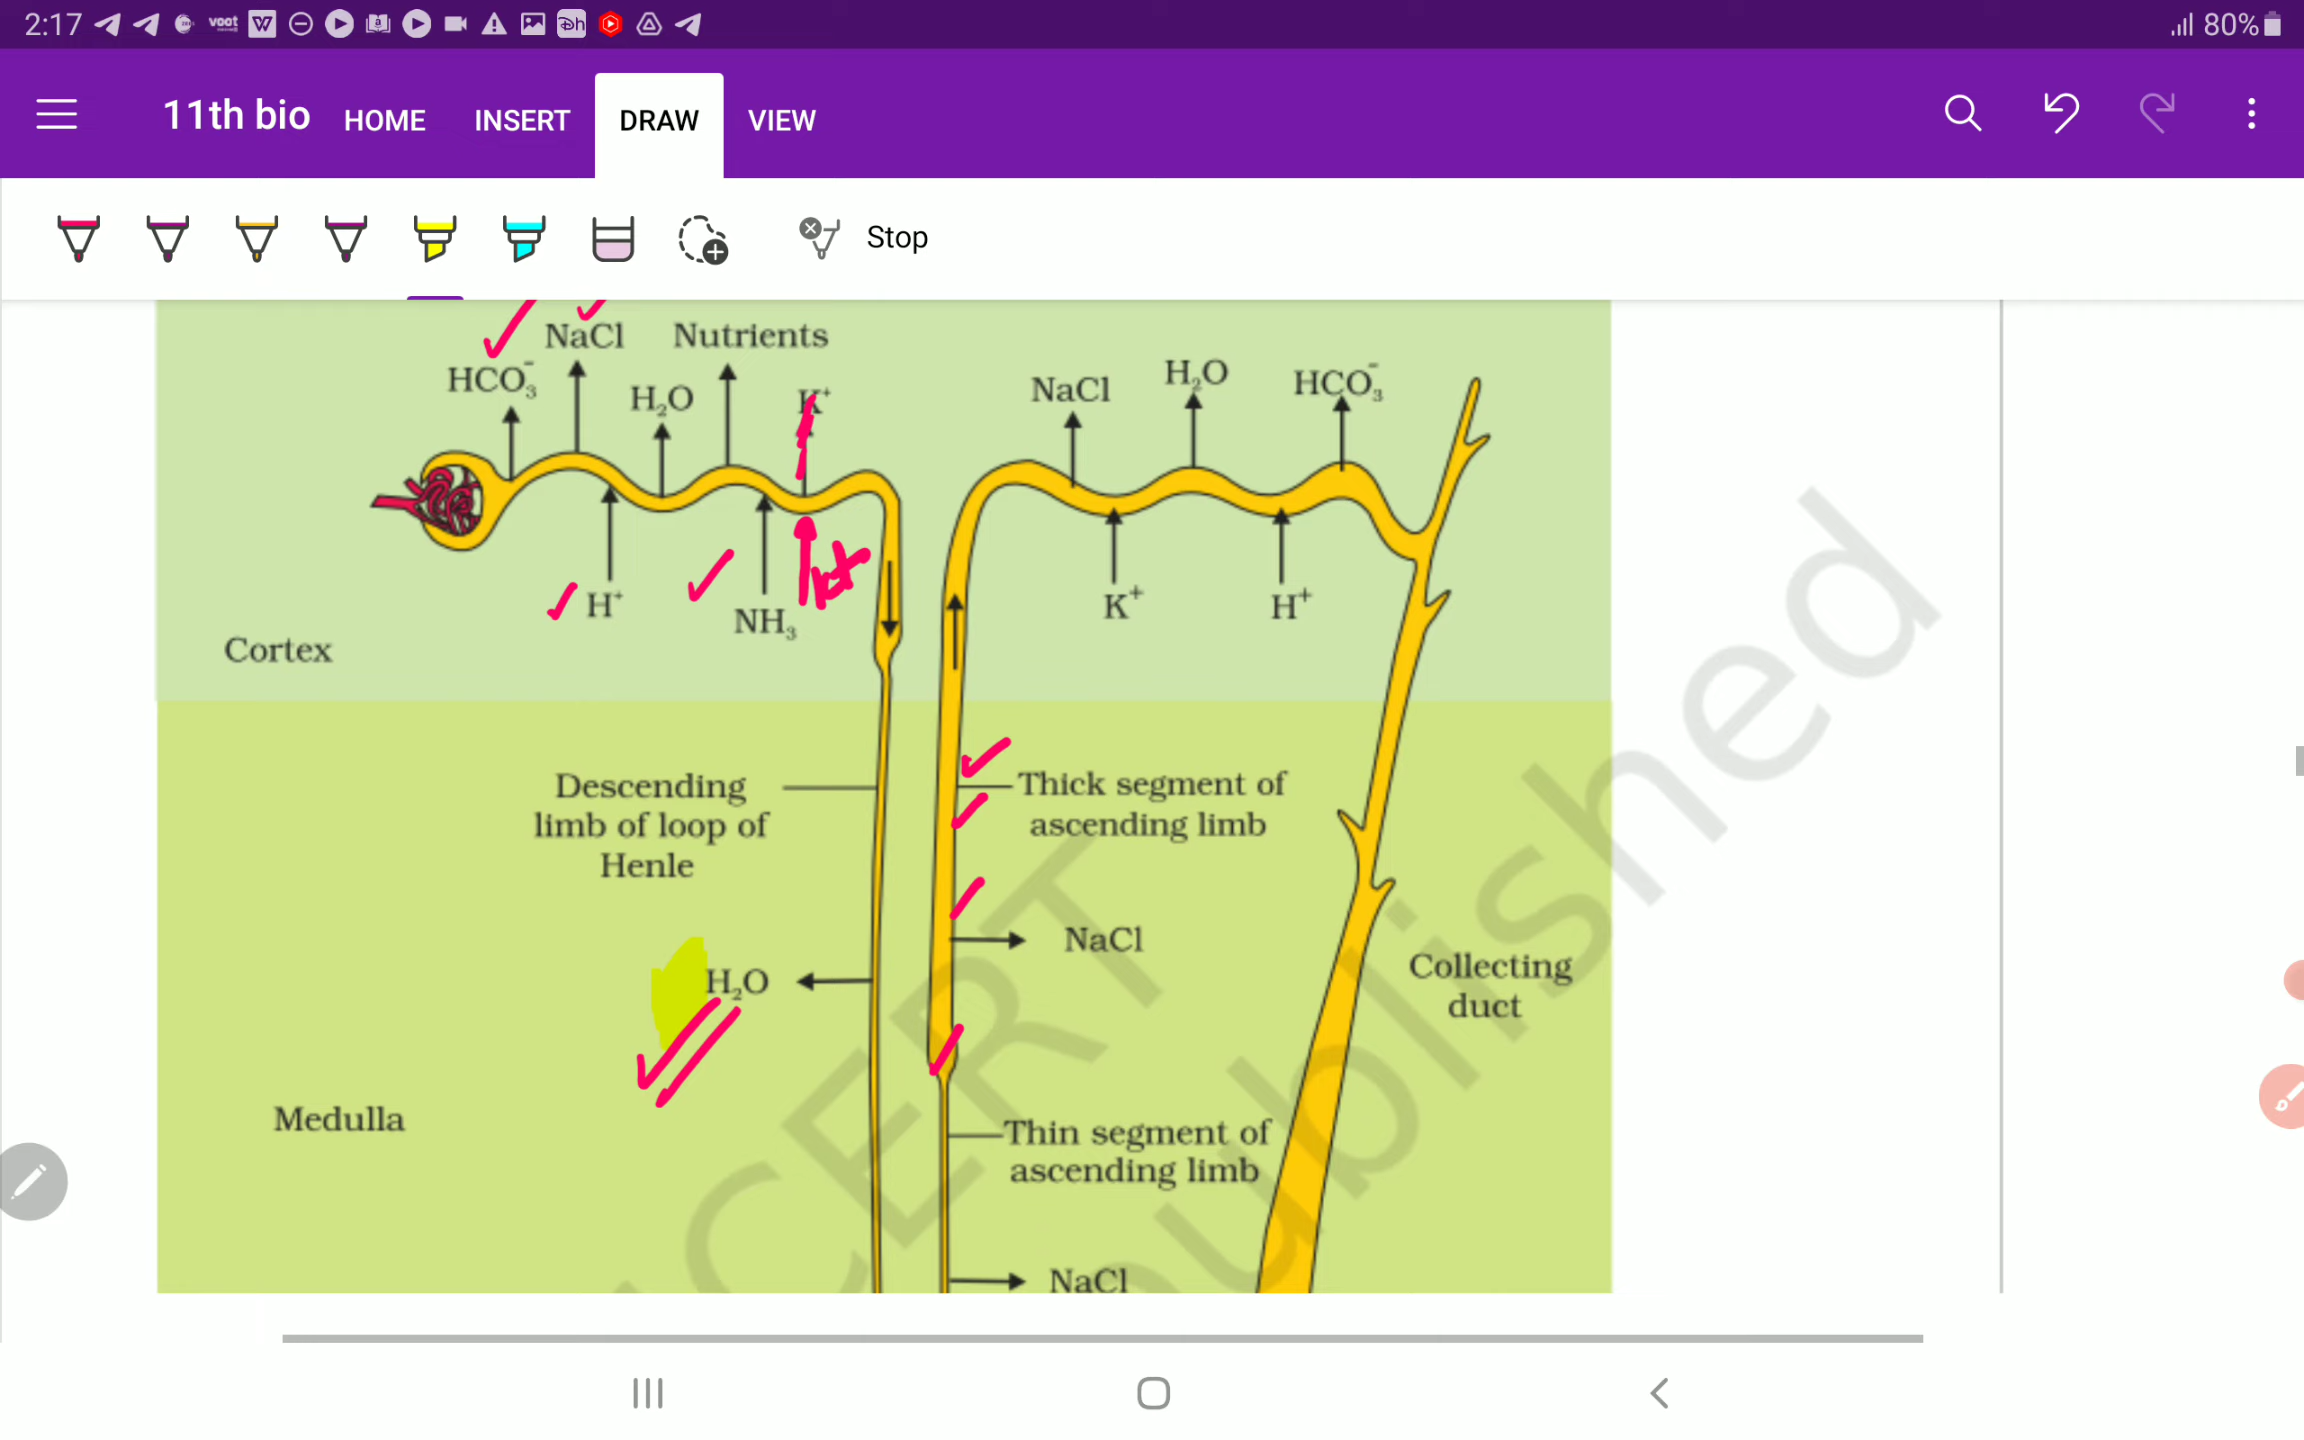 2:17
voot
80%
11th bio HOME INSERT DRAW VIEW
Stop
NaCl Nutrients
HCO₃⁻ H₂O K⁺ NaCl H₂O HCO₃⁻
H⁺ NH₃ K⁺ H⁺
Cortex
Descending
limb of loop of
Henle
Thick segment of
ascending limb
NaCl
H₂O
Collecting
duct
Medulla
Thin segment of
ascending limb
NaCl